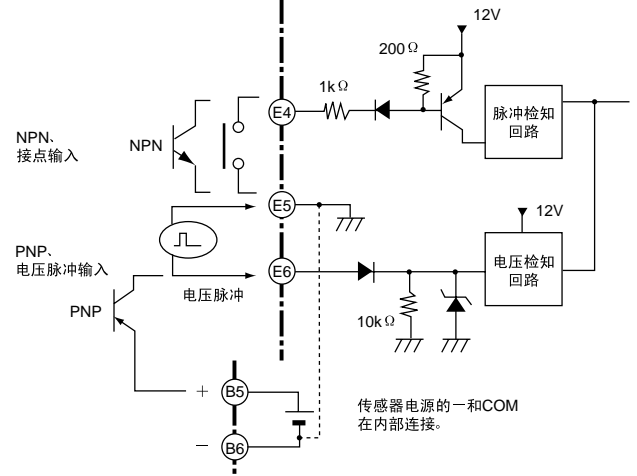 12V
200Ω
1kΩ
E4
脉冲检知
回路
NPN、
接点输入
NPN
E5
12V
PNP、
电压脉冲输入
E6
电压检知
回路
电压脉冲
PNP
10kΩ
+
B5
传感器电源的一和COM
在内部连接。
−
B6